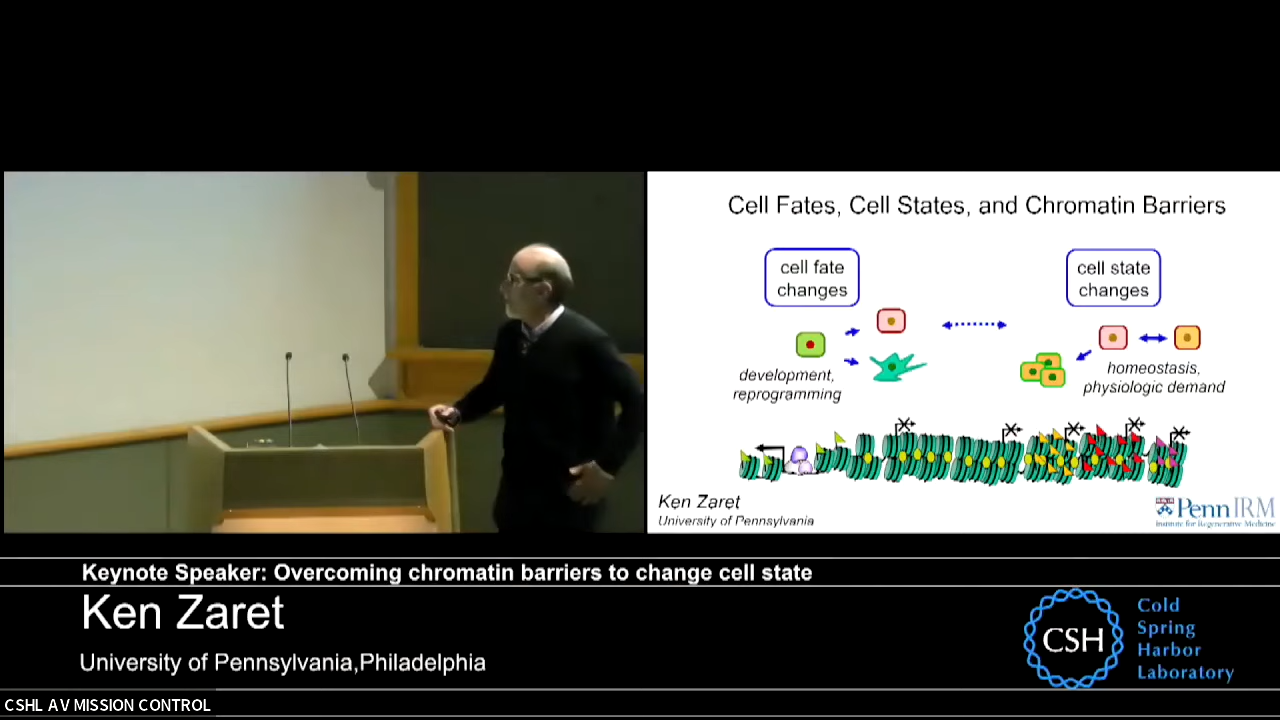 Cell Fates, Cell States, and Chromatin Barriers
cell fate
changes
cell state
changes
development,
reprogramming
homeostasis,
physiologic demand
Ken Zaret
University of Pennsylvania
Penn IRM
Institute for Regenerative Medicine
Keynote Speaker: Overcoming chromatin barriers to change cell state
Ken Zaret
University of Pennsylvania,Philadelphia
CSH
Cold
Spring
Harbor
Laboratory
CSHL AV MISSION CONTROL